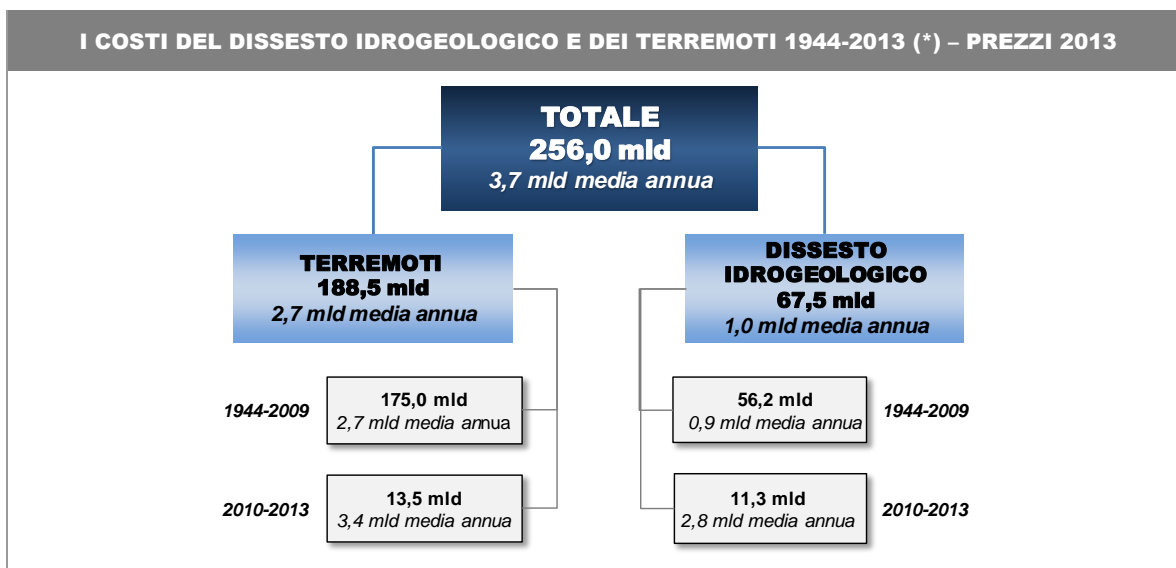 I COSTI DEL DISSESTO IDROGEOLOGICO E DEI TERREMOTI 1944-2013 (*) – PREZZI 2013
TOTALE
256,0 mld
3,7 mld media annua
TERREMOTI
188,5 mld
2,7 mld media annua
DISSESTO
IDROGEOLOGICO
67,5 mld
1,0 mld media annua
1944-2009
175,0 mld
2,7 mld media annua
56,2 mld
0,9 mld media annua
1944-2009
2010-2013
13,5 mld
3,4 mld media annua
11,3 mld
2,8 mld media annua
2010-2013